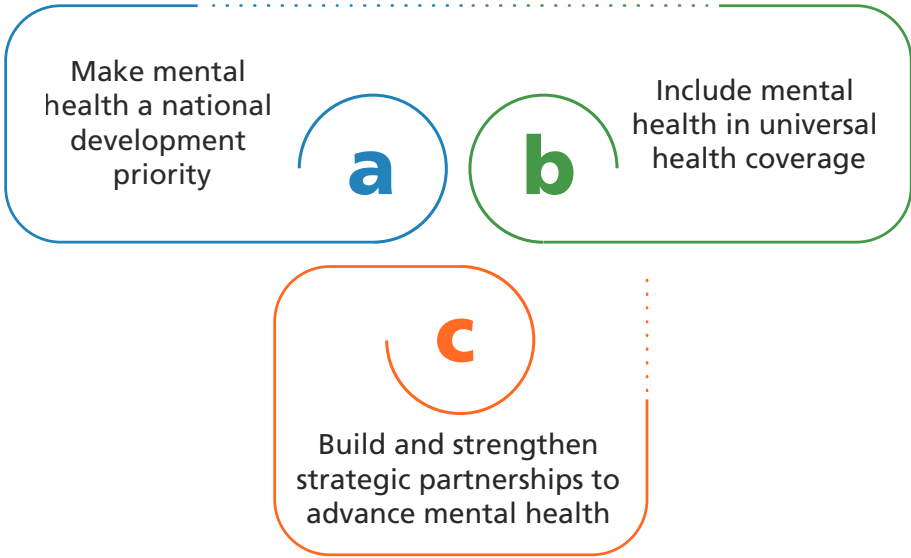 Make mental
health a national
development
priority
a
b
Include mental
health in universal
health coverage
c
Build and strengthen
strategic partnerships to
advance mental health